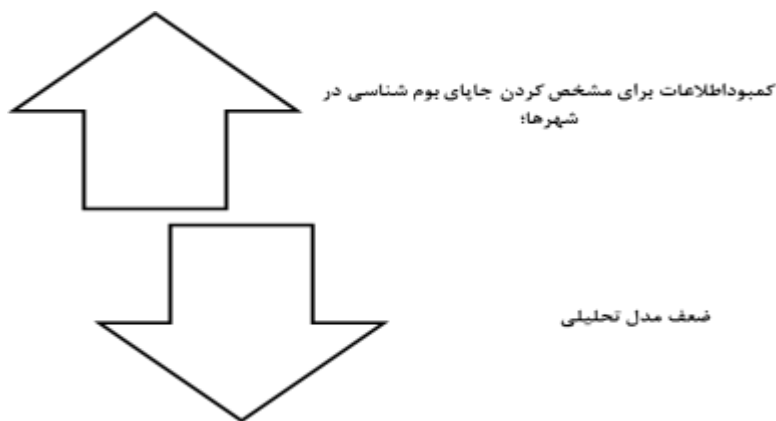 کمبوداطلاعات برای مشخص کردن جاپای بوم شناسی در
شهرها؛
ضعف مدل تحلیلی